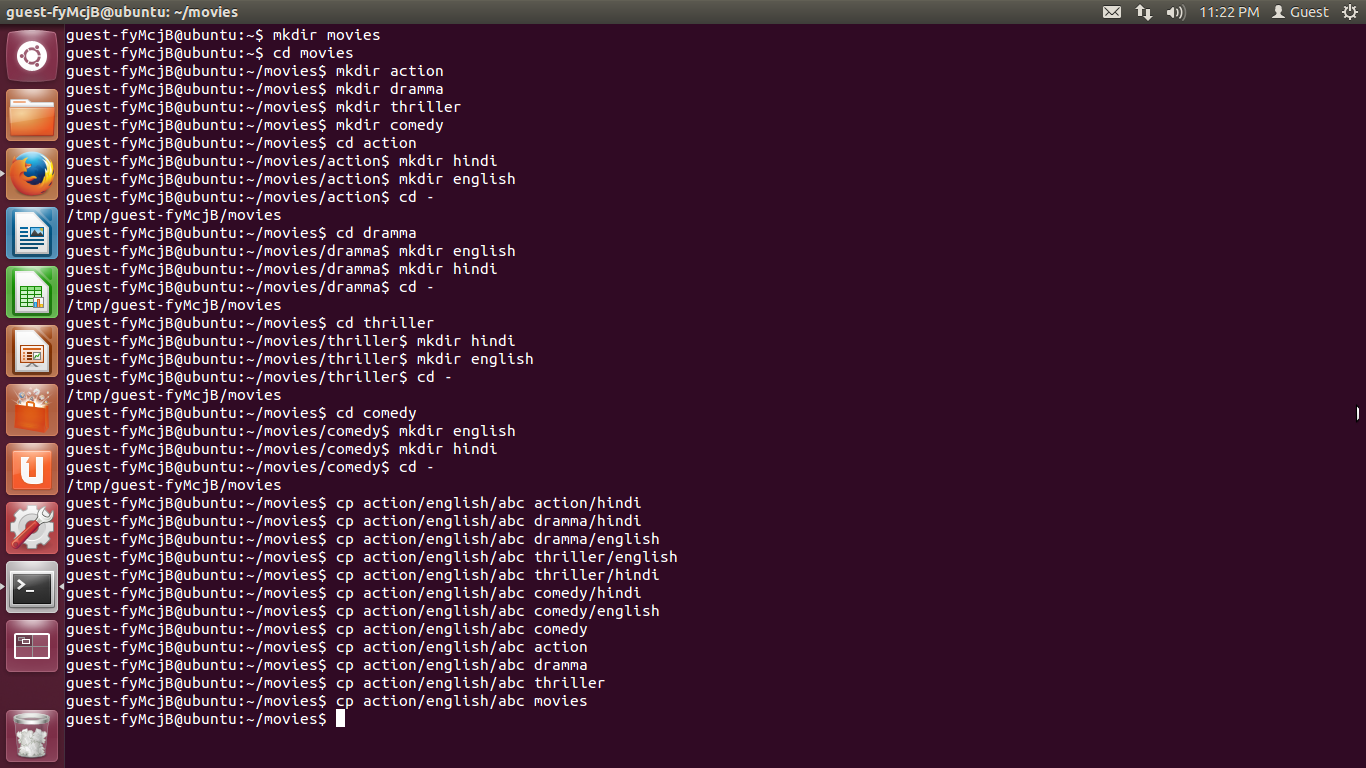 guest-fyMcjB@ubuntu: ~/movies
11:22 PM
Guest
guest-fyMcjB@ubuntu:~$ mkdir movies
guest-fyMcjB@ubuntu:~$ cd movies
guest-fyMcjB@ubuntu:~/movies$ mkdir action
guest-fyMcjB@ubuntu:~/movies$ mkdir dramma
guest-fyMcjB@ubuntu:~/movies$ mkdir thriller
guest-fyMcjB@ubuntu:~/movies$ mkdir comedy
guest-fyMcjB@ubuntu:~/movies$ cd action
guest-fyMcjB@ubuntu:~/movies/action$ mkdir hindi
guest-fyMcjB@ubuntu:~/movies/action$ mkdir english
guest-fyMcjB@ubuntu:~/movies/action$ cd -
/tmp/guest-fyMcjB/movies
guest-fyMcjB@ubuntu:~/movies$ cd dramma
guest-fyMcjB@ubuntu:~/movies/dramma$ mkdir english
guest-fyMcjB@ubuntu:~/movies/dramma$ mkdir hindi
guest-fyMcjB@ubuntu:~/movies/dramma$ cd -
/tmp/guest-fyMcjB/movies
guest-fyMcjB@ubuntu:~/movies$ cd thriller
guest-fyMcjB@ubuntu:~/movies/thriller$ mkdir hindi
guest-fyMcjB@ubuntu:~/movies/thriller$ mkdir english
guest-fyMcjB@ubuntu:~/movies/thriller$ cd -
/tmp/guest-fyMcjB/movies
guest-fyMcjB@ubuntu:~/movies$ cd comedy
guest-fyMcjB@ubuntu:~/movies/comedy$ mkdir english
guest-fyMcjB@ubuntu:~/movies/comedy$ mkdir hindi
guest-fyMcjB@ubuntu:~/movies/comedy$ cd -
/tmp/guest-fyMcjB/movies
guest-fyMcjB@ubuntu:~/movies$ cp action/english/abc action/hindi
guest-fyMcjB@ubuntu:~/movies$ cp action/english/abc dramma/hindi
guest-fyMcjB@ubuntu:~/movies$ cp action/english/abc dramma/english
guest-fyMcjB@ubuntu:~/movies$ cp action/english/abc thriller/english
guest-fyMcjB@ubuntu:~/movies$ cp action/english/abc thriller/hindi
guest-fyMcjB@ubuntu:~/movies$ cp action/english/abc comedy/hindi
guest-fyMcjB@ubuntu:~/movies$ cp action/english/abc comedy/english
guest-fyMcjB@ubuntu:~/movies$ cp action/english/abc comedy
guest-fyMcjB@ubuntu:~/movies$ cp action/english/abc action
guest-fyMcjB@ubuntu:~/movies$ cp action/english/abc dramma
guest-fyMcjB@ubuntu:~/movies$ cp action/english/abc thriller
guest-fyMcjB@ubuntu:~/movies$ cp action/english/abc movies
guest-fyMcjB@ubuntu:~/movies$